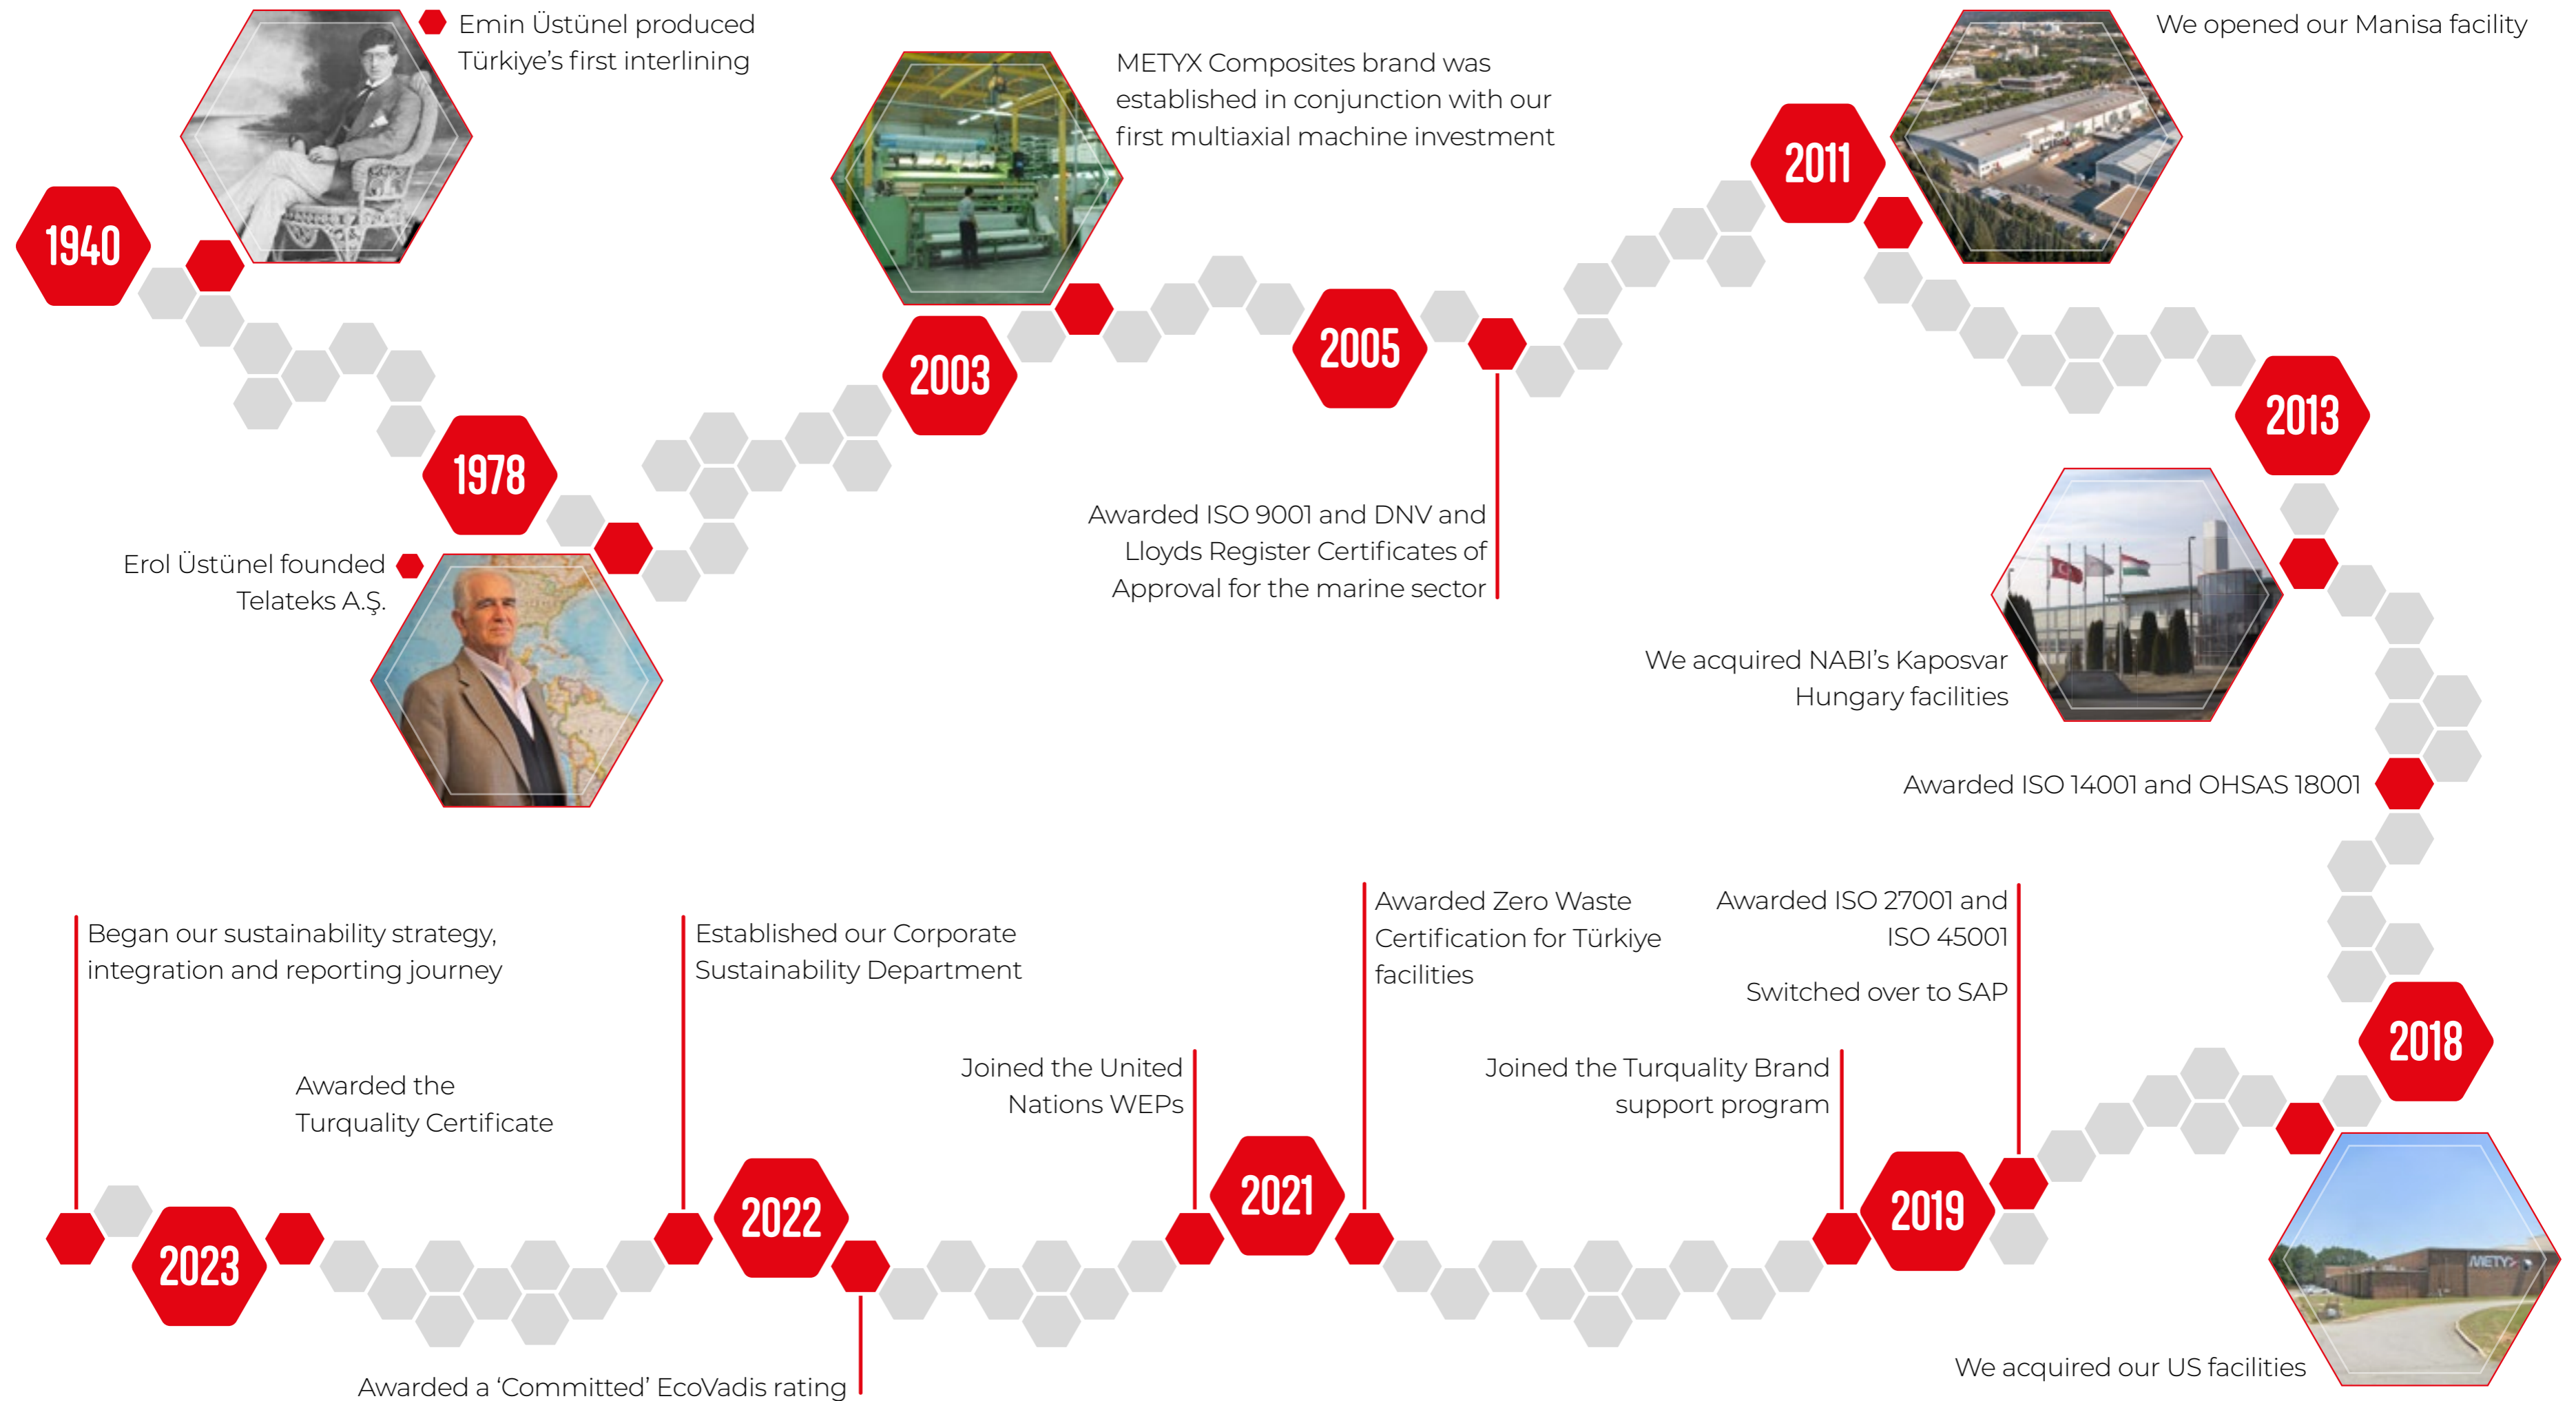 1940
Emin Üstünel produced
Türkiye's first interlining
1978
Erol Üstünel founded
Telateks A.Ş.
2003
METYX Composites brand was
established in conjunction with our
first multiaxial machine investment
2005
Awarded ISO 9001 and DNV and
Lloyds Register Certificates of
Approval for the marine sector
2011
We opened our Manisa facility
2013
We acquired NABI's Kaposvar
Hungary facilities
Awarded ISO 14001 and OHSAS 18001
2018
We acquired our US facilities
METYX
2019
Awarded ISO 27001 and
ISO 45001
Switched over to SAP
Joined the Turquality Brand
support program
2021
Awarded Zero Waste
Certification for Türkiye
facilities
Joined the United
Nations WEPs
2022
Awarded a ‘Committed’ EcoVadis rating
Established our Corporate
Sustainability Department
2023
Awarded the
Turquality Certificate
Began our sustainability strategy,
integration and reporting journey